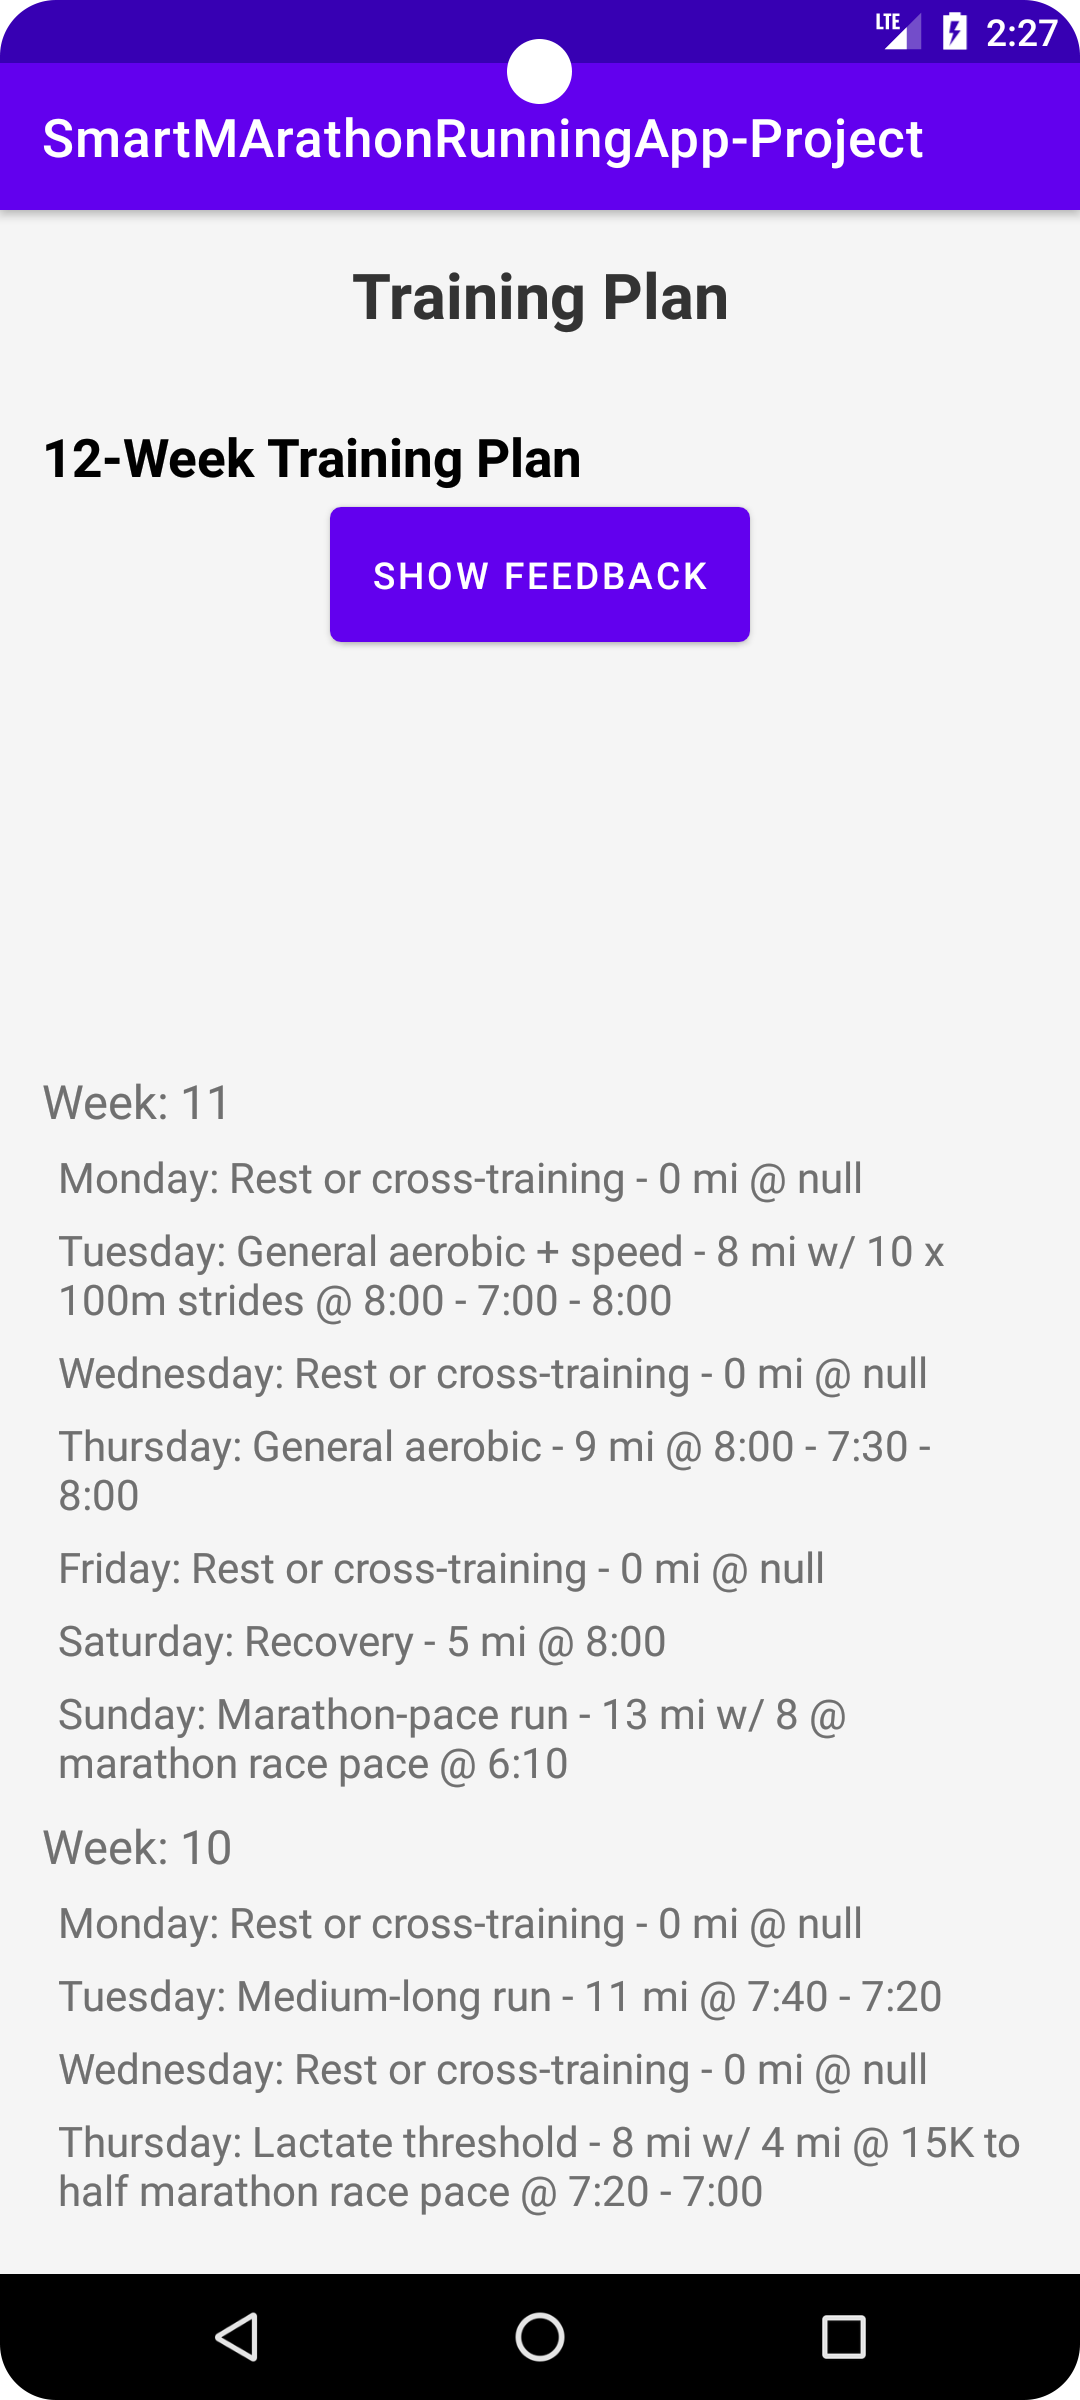 LTE 2:27
SmartMArathonRunningApp-Project
Training Plan
12-Week Training Plan
SHOW FEEDBACK
Week: 11
Monday: Rest or cross-training - 0 mi @ null
Tuesday: General aerobic + speed - 8 mi w/ 10 x
100m strides @ 8:00 - 7:00 - 8:00
Wednesday: Rest or cross-training - 0 mi @ null
Thursday: General aerobic - 9 mi @ 8:00 - 7:30 -
8:00
Friday: Rest or cross-training - 0 mi @ null
Saturday: Recovery - 5 mi @ 8:00
Sunday: Marathon-pace run - 13 mi w/ 8 @
marathon race pace @ 6:10
Week: 10
Monday: Rest or cross-training - 0 mi @ null
Tuesday: Medium-long run - 11 mi @ 7:40 - 7:20
Wednesday: Rest or cross-training - 0 mi @ null
Thursday: Lactate threshold - 8 mi w/ 4 mi @ 15K to
half marathon race pace @ 7:20 - 7:00